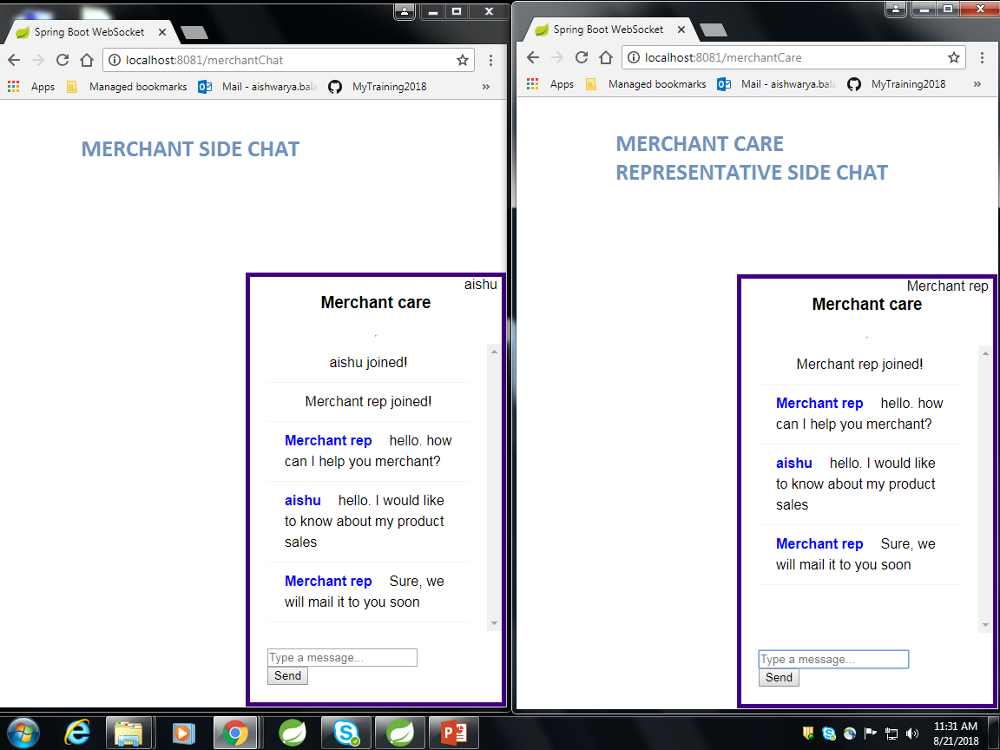 Spring Boot WebSocket
localhost:8081/merchantChat
Apps Managed bookmarks Mail - aishwarya.bala MyTraining2018 »
MERCHANT SIDE CHAT
aishu
Merchant care
.
aishu joined!
Merchant rep joined!
Merchant rep hello. how
can I help you merchant?
aishu hello. I would like
to know about my product
sales
Merchant rep Sure, we
will mail it to you soon
Type a message...
Send
Spring Boot WebSocket
localhost:8081/merchantCare
Apps Managed bookmarks Mail - aishwarya.bala MyTraining2018 »
MERCHANT CARE
REPRESENTATIVE SIDE CHAT
Merchant rep
Merchant care
.
Merchant rep joined!
Merchant rep hello. how
can I help you merchant?
aishu hello. I would like
to know about my product
sales
Merchant rep Sure, we
will mail it to you soon
Type a message...
Send
11:31 AM
8/21/2018